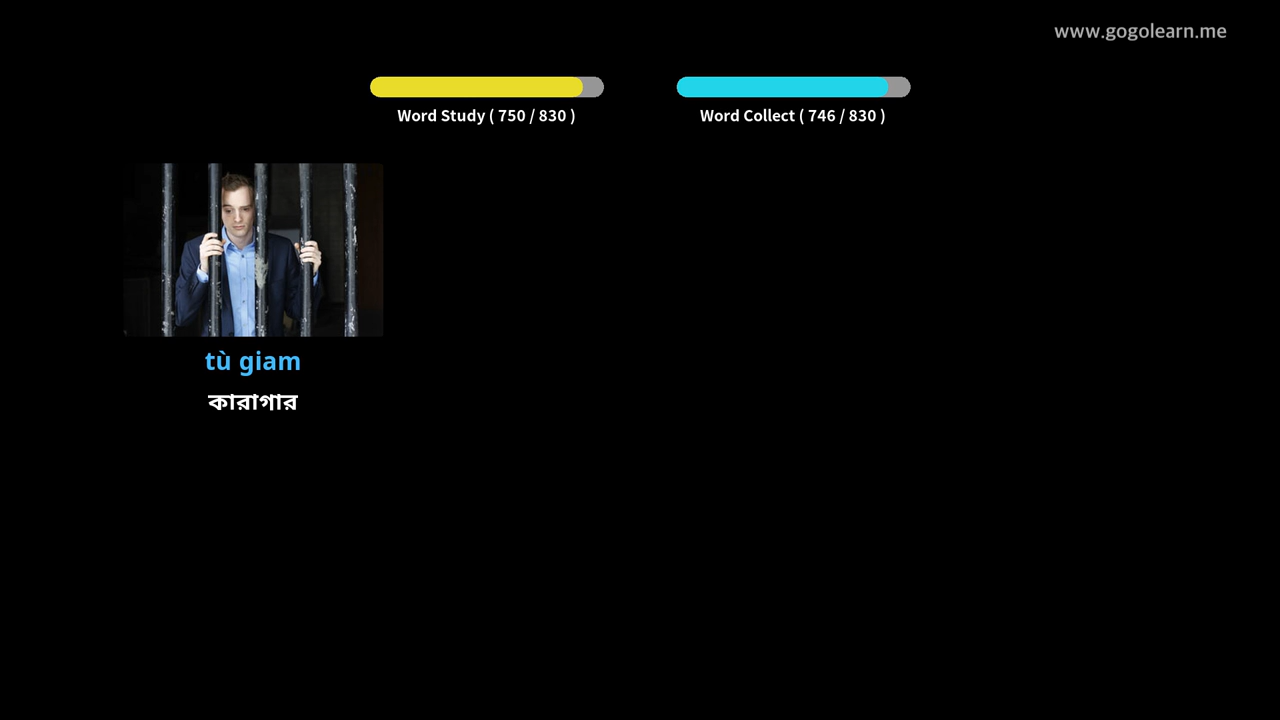 www.gogolearn.me
Word Study ( 750 / 830 )
Word Collect ( 746 / 830 )
tù giam
কারাগার